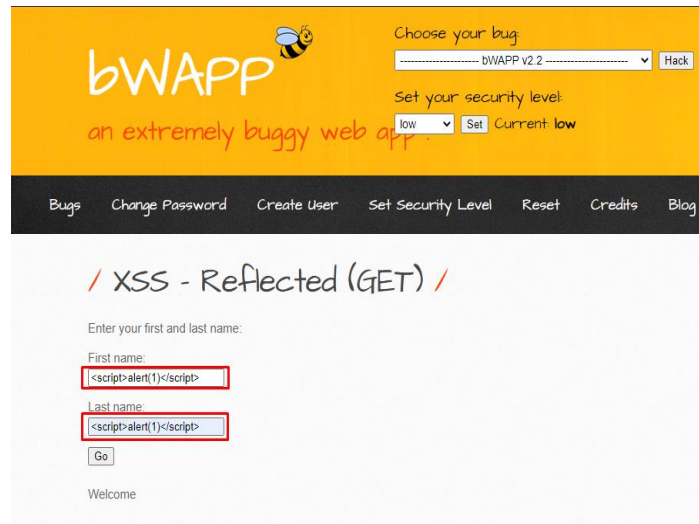 bWAPP
an extremely buggy web app !
Choose your bug:
---------------------- bWAPP v2.2 ---------------------- Hack
Set your security level:
low Set Current: low
Bugs Change Password Create User Set Security Level Reset Credits Blog
/ XSS - Reflected (GET) /
Enter your first and last name:
First name:
<script>alert(1)</script>
Last name:
<script>alert(1)</script>
Go
Welcome